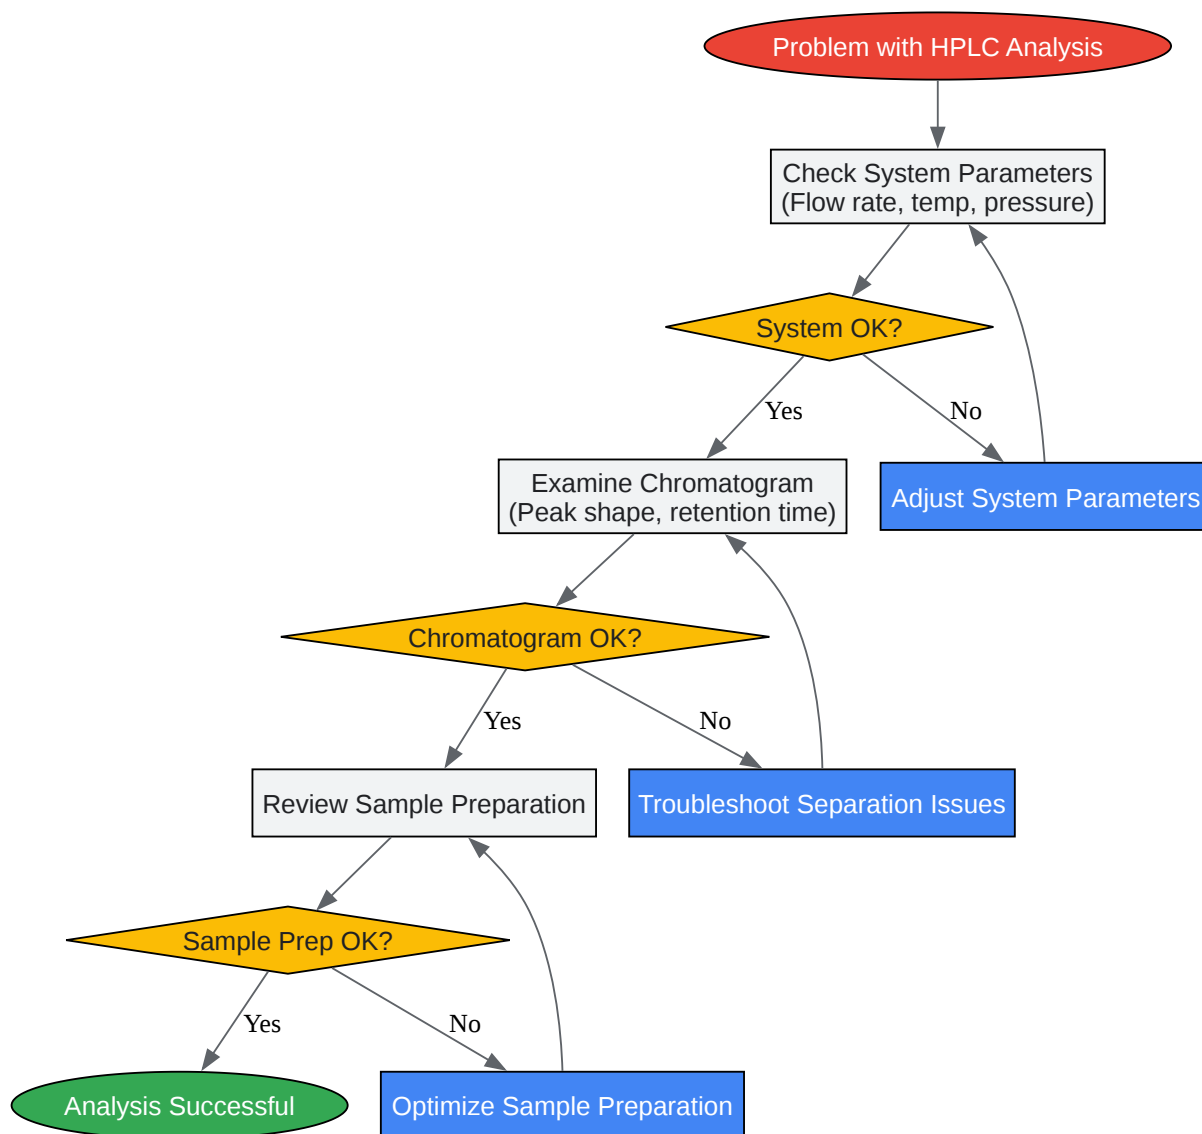 Problem with HPLC Analysis
Check System Parameters
(Flow rate, temp, pressure)
System OK?
Yes
No
Examine Chromatogram
(Peak shape, retention time)
Adjust System Parameters
Chromatogram OK?
Yes
No
Review Sample Preparation
Troubleshoot Separation Issues
Sample Prep OK?
Yes
No
Analysis Successful
Optimize Sample Preparation